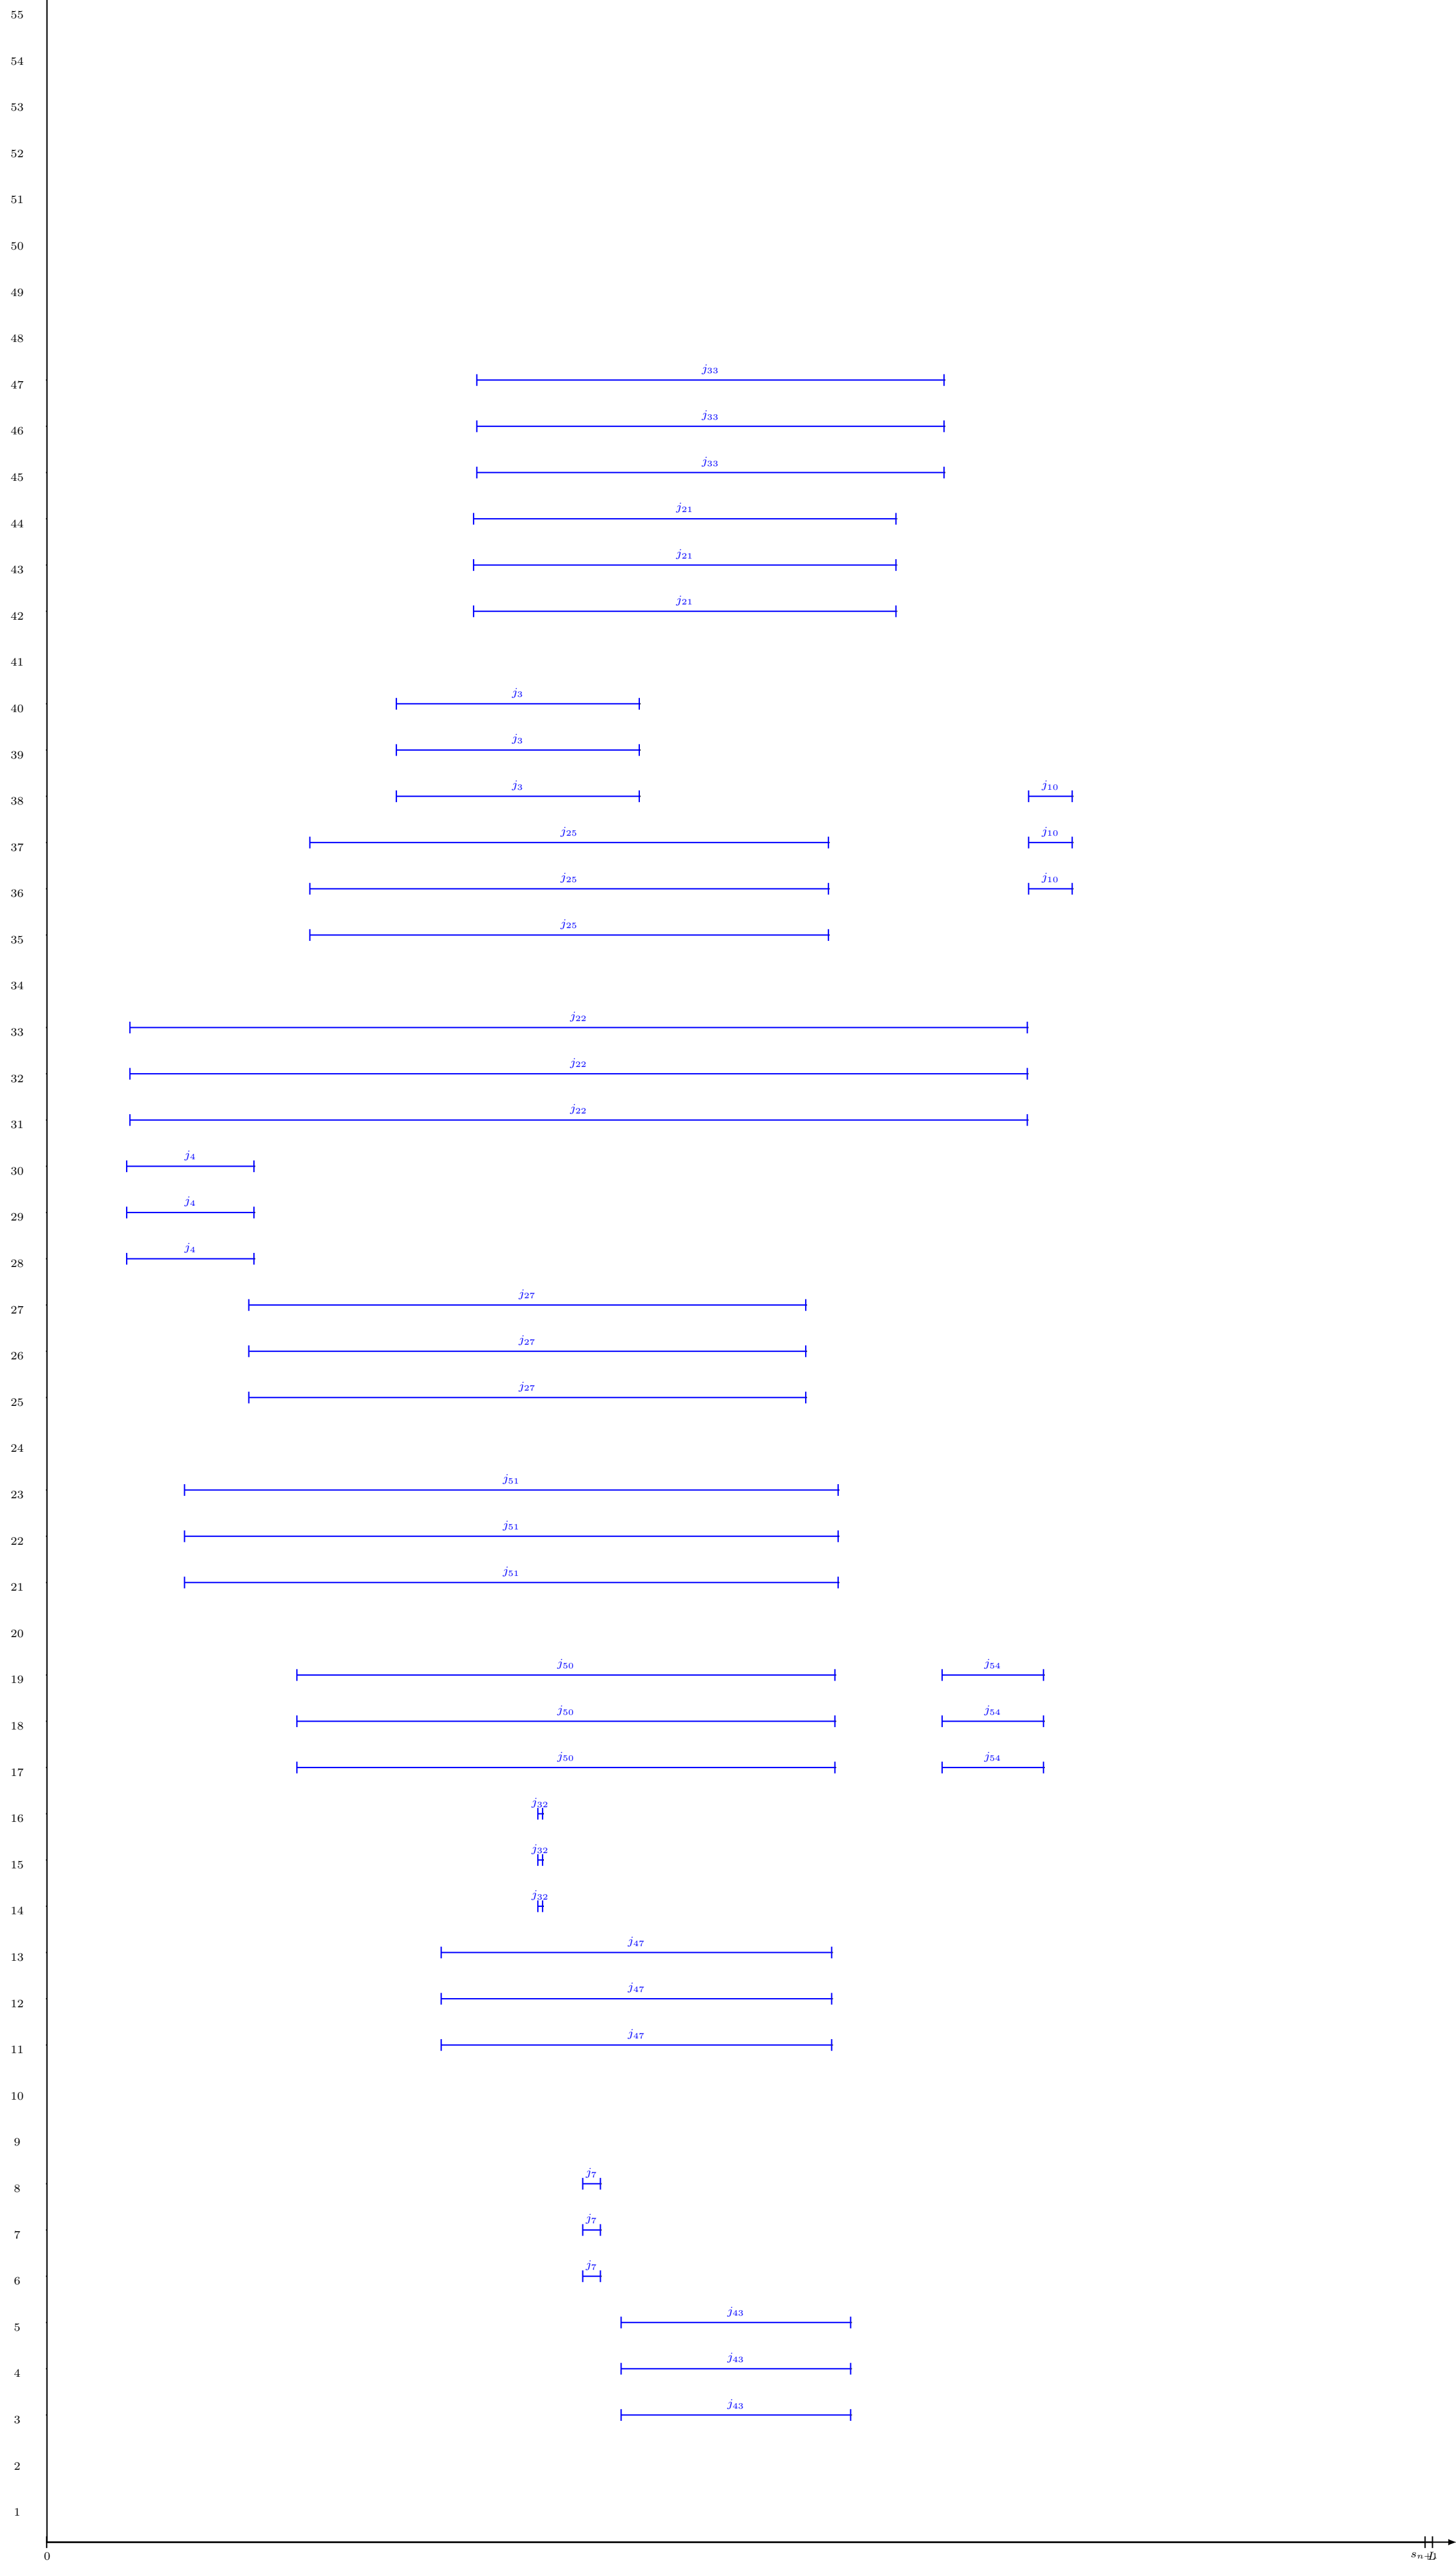 55
54
53
52
51
50
49
48
j₃₃
47
j₃₃
46
j₃₃
45
j₂₁
44
j₂₁
43
j₂₁
42
41
j₃
40
j₃
39
j₃ j₁₀
38
j₂₅ j₁₀
37
j₂₅ j₁₀
36
j₂₅
35
34
j₂₂
33
j₂₂
32
j₂₂
31
j₄
30
j₄
29
j₄
28
j₂₇
27
j₂₇
26
j₂₇
25
24
j₅₁
23
j₅₁
22
j₅₁
21
20
j₅₀ j₅₄
19
j₅₀ j₅₄
18
j₅₀ j₅₄
17
j₃₂
16
j₃₂
15
j₃₂
14
j₄₇
13
j₄₇
12
j₄₇
11
10
9
j₇
8
j₇
7
j₇
6
j₄₃
5
j₄₃
4
j₄₃
3
2
1
0